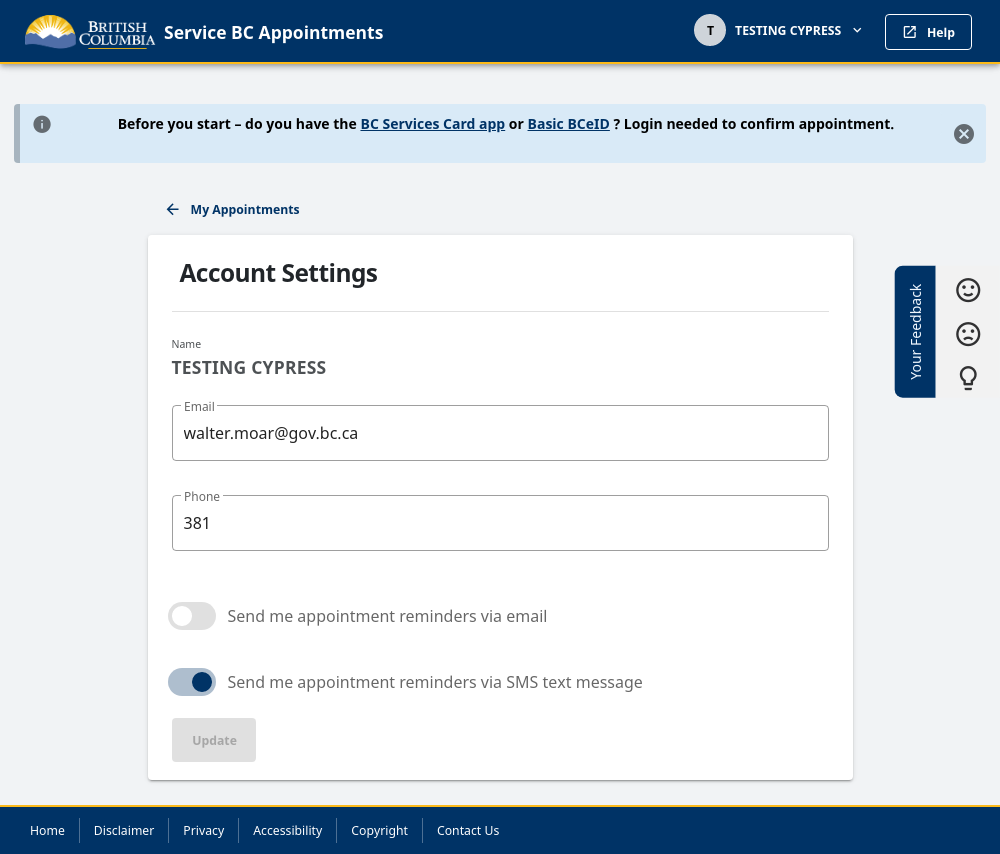 BRITISH
COLUMBIA
Service BC Appointments
T
TESTING CYPRESS
Help
Before you start – do you have the BC Services Card app or Basic BCeID ? Login needed to confirm appointment.
My Appointments
Account Settings
Name
TESTING CYPRESS
Email
walter.moar@gov.bc.ca
Phone
381
Send me appointment reminders via email
Send me appointment reminders via SMS text message
Update
Your Feedback
Home
Disclaimer
Privacy
Accessibility
Copyright
Contact Us